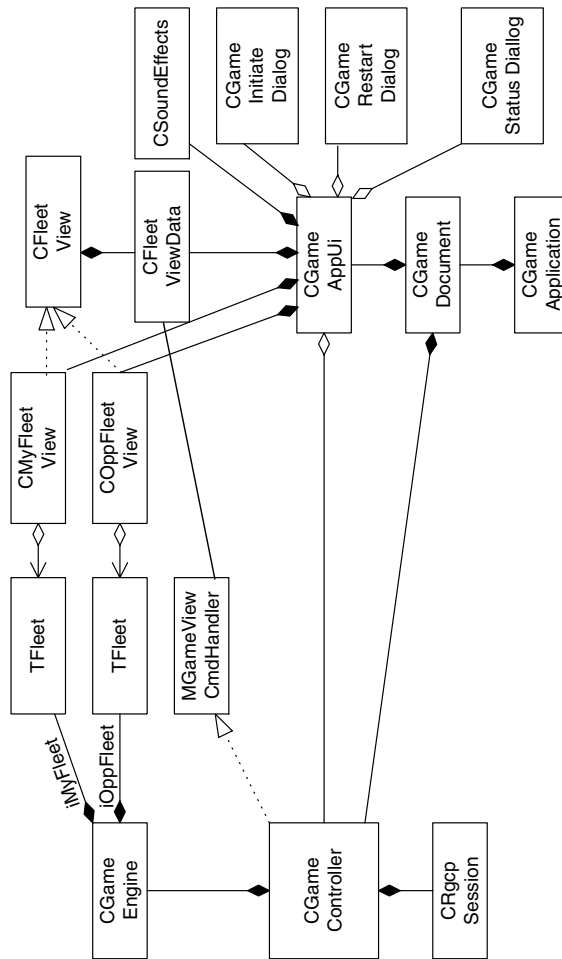 CSoundEffects
CGame
Initiate
Dialog
CGame
Restart
Dialog
CGame
Status Diallog
CFleet
View
CFleet
ViewData
CGame
AppUi
CGame
Document
CGame
Application
CMyFleet
View
COppFleet
View
TFleet
TFleet
MGameView
CmdHandler
iMyFleet
iOppFleet
CGame
Engine
CGame
Controller
CRgcp
Session